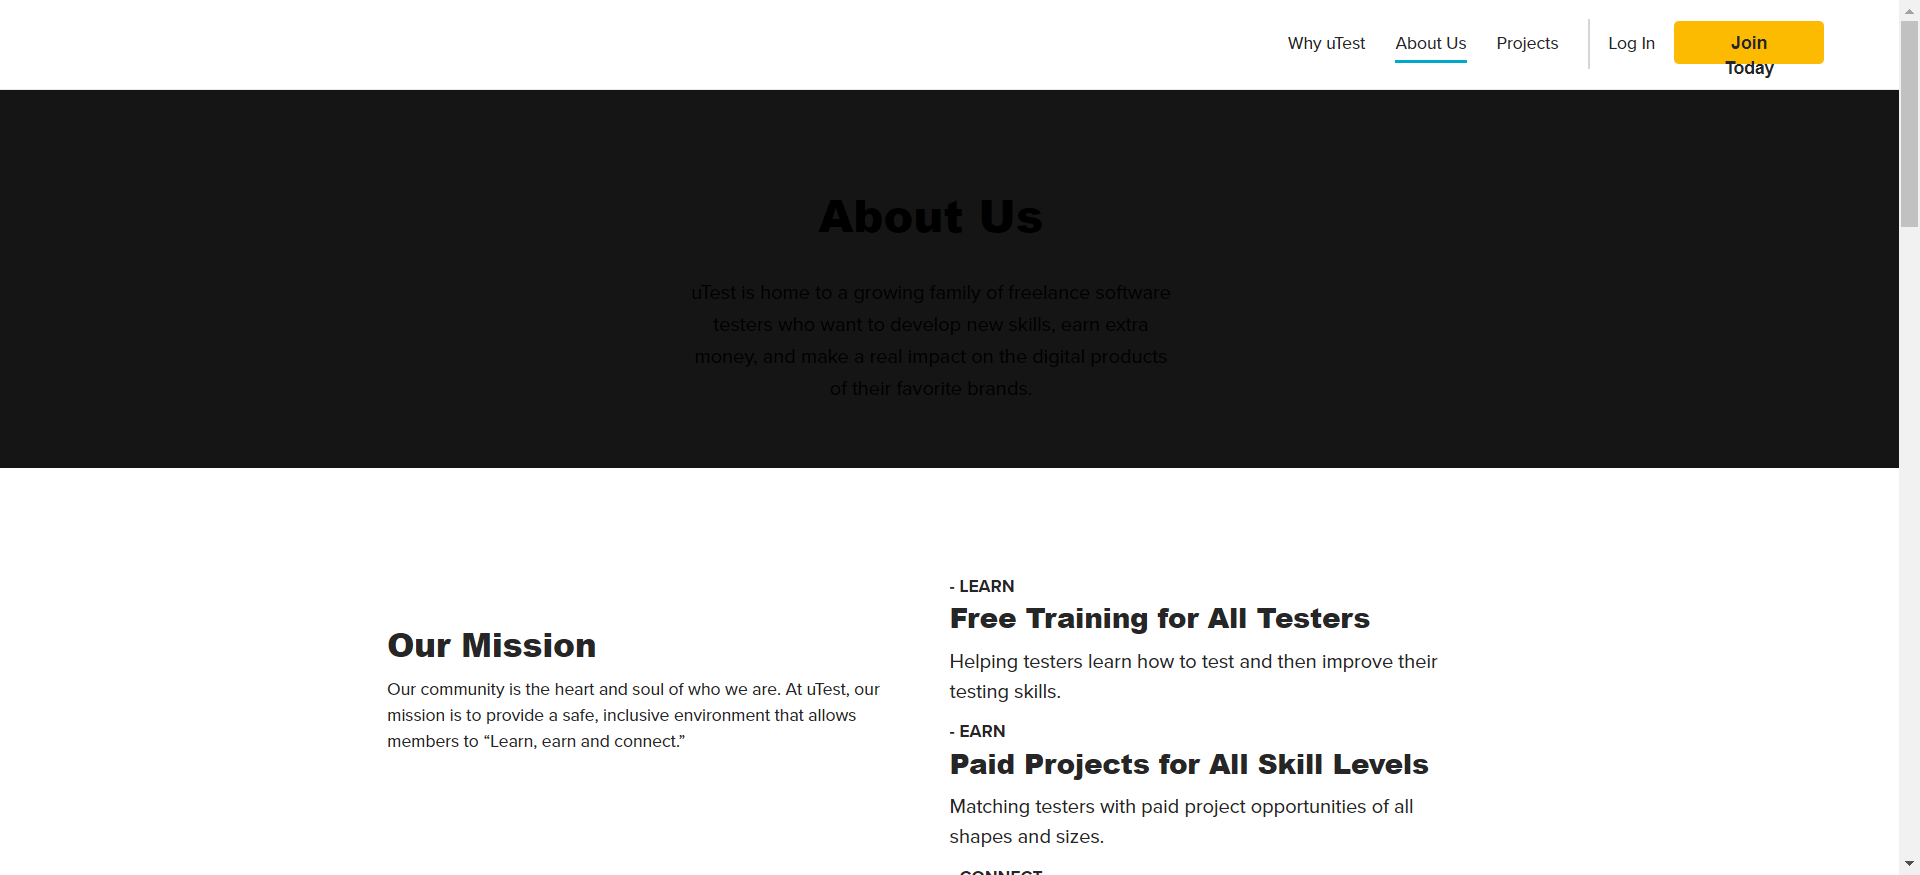 Why uTest
About Us
Projects
Log In
Join
Today
About Us
uTest is home to a growing family of freelance software
testers who want to develop new skills, earn extra
money, and make a real impact on the digital products
of their favorite brands.
Our Mission
Our community is the heart and soul of who we are. At uTest, our
mission is to provide a safe, inclusive environment that allows
members to “Learn, earn and connect.”
- LEARN
Free Training for All Testers
Helping testers learn how to test and then improve their
testing skills.
- EARN
Paid Projects for All Skill Levels
Matching testers with paid project opportunities of all
shapes and sizes.
- CONNECT